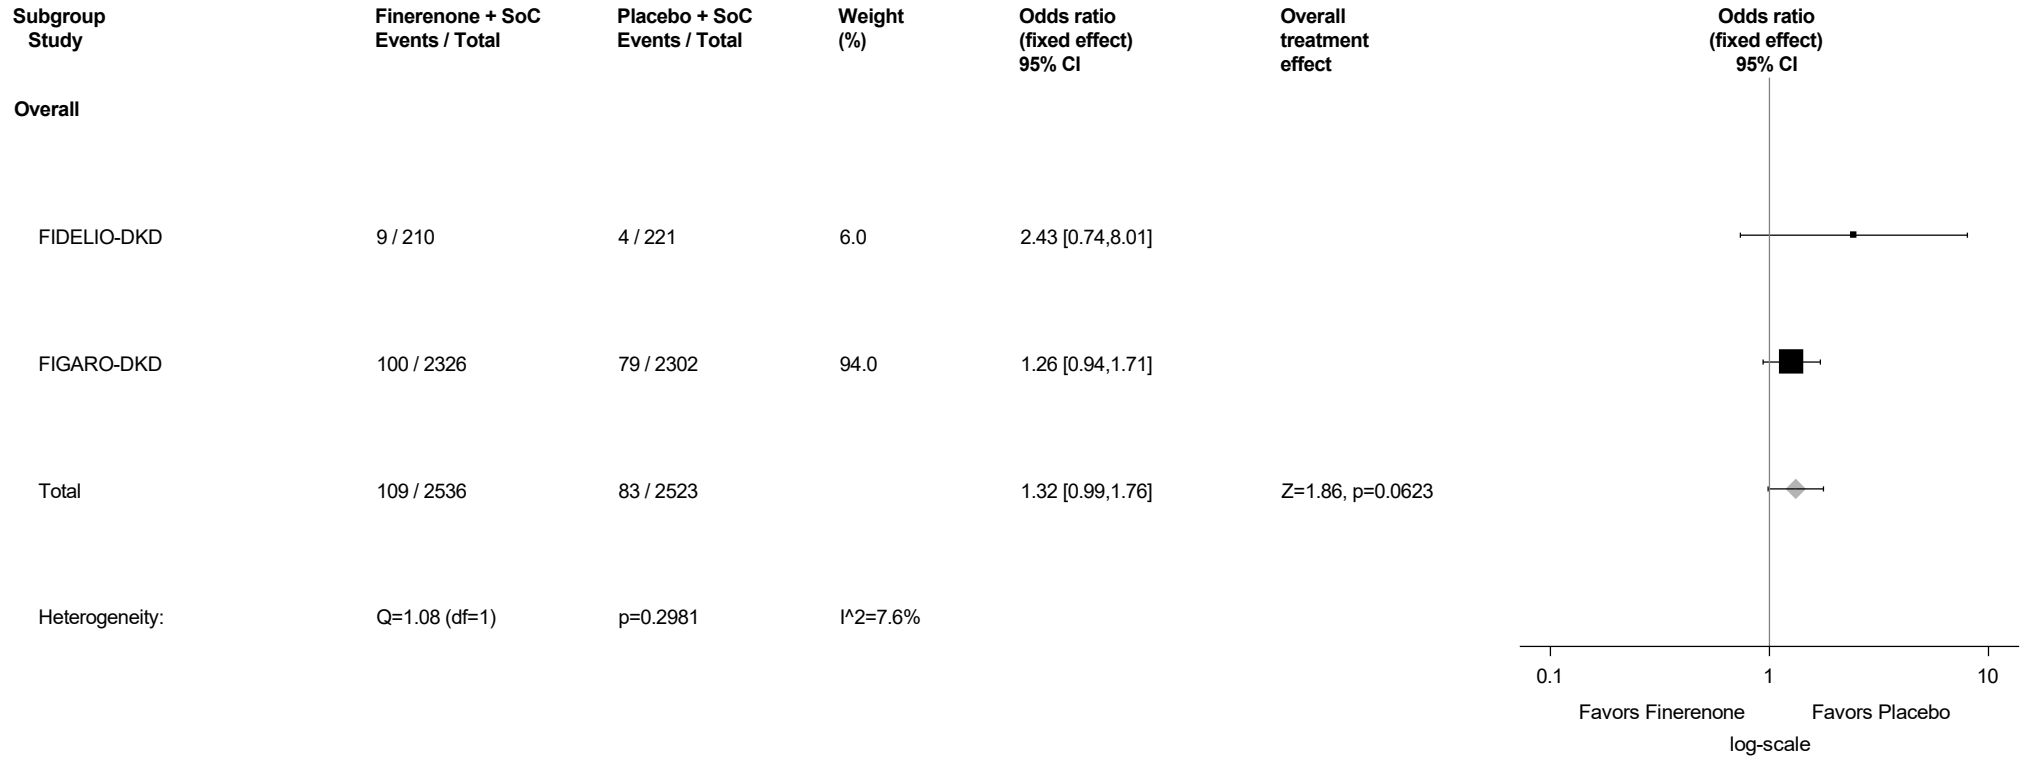 Subgroup Finerenone + SoC Placebo + SoC Weight Odds ratio Overall Odds ratio
Study Events / Total Events / Total (%) (fixed effect) treatment (fixed effect)
95% CI effect 95% CI
Overall
FIDELIO-DKD 9 / 210 4 / 221 6.0 2.43 [0.74,8.01]
FIGARO-DKD 100 / 2326 79 / 2302 94.0 1.26 [0.94,1.71]
Total 109 / 2536 83 / 2523 1.32 [0.99,1.76] Z=1.86, p=0.0623
Heterogeneity: Q=1.08 (df=1) p=0.2981 I^2=7.6%
0.1 1 10
Favors Finerenone Favors Placebo
log-scale